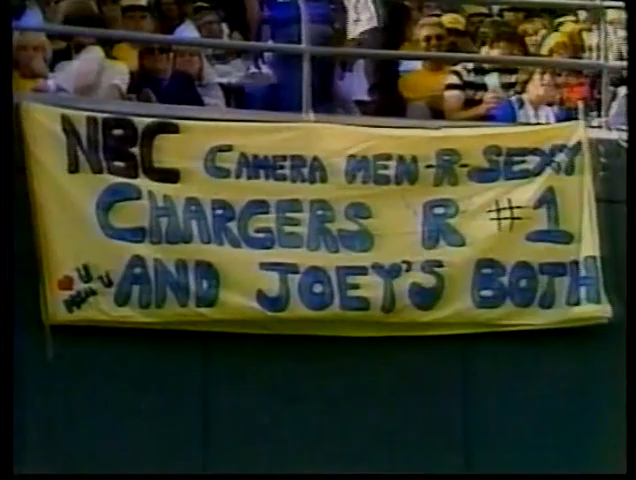 NBC CAMERA MEN-R-SEXY
CHARGERS R #1
AND JOEY'S BOTH
U
U